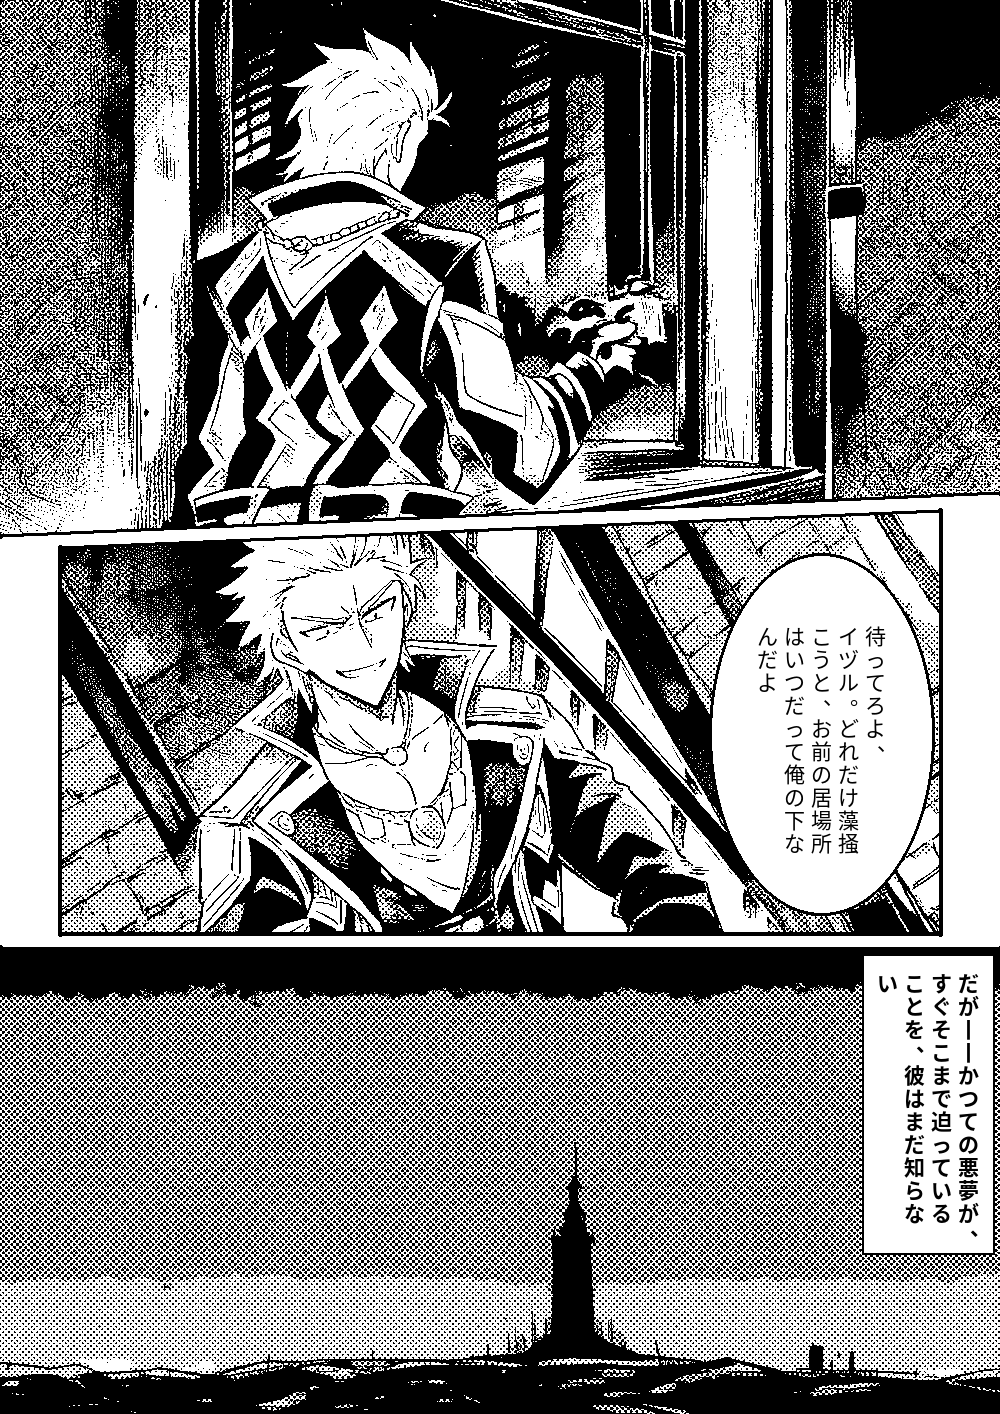 待ってろよ、
イヅル。どれだけ藻掻
こうと、お前の居場所
はいつだって俺の下な
んだよ
だが――かつての悪夢が、
すぐそこまで迫っている
ことを、彼はまだ知らな
い